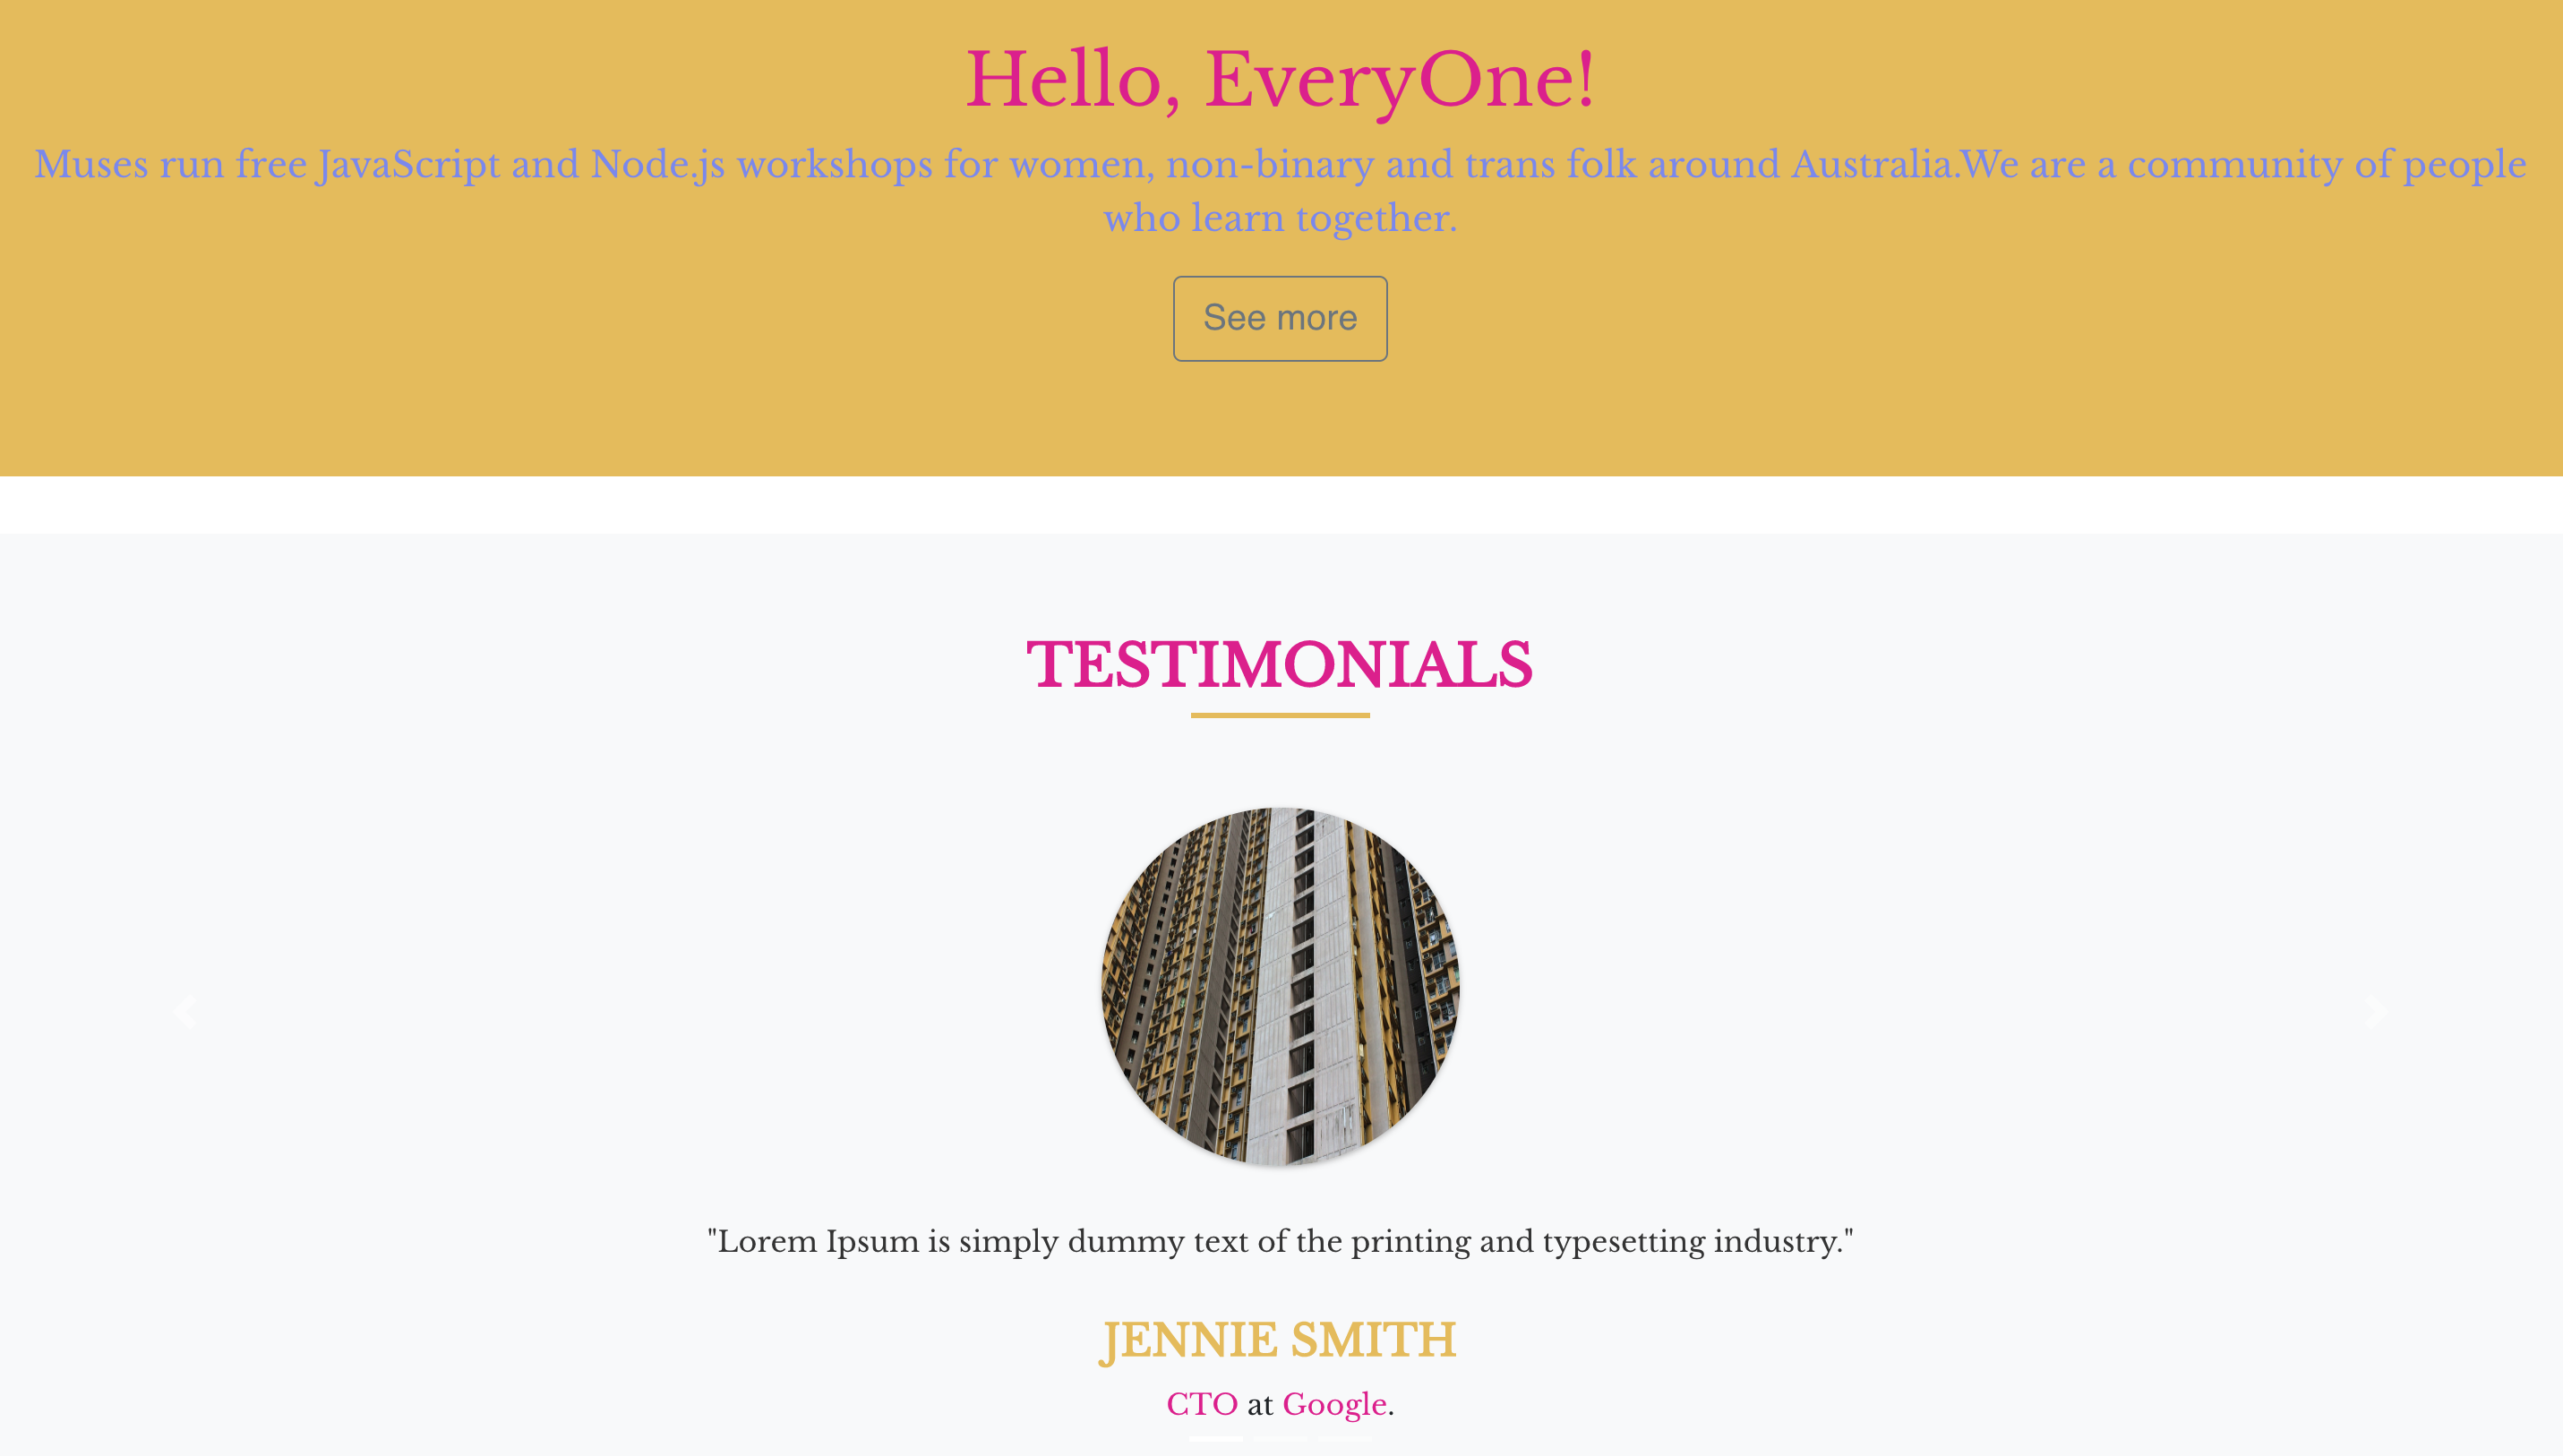 Hello, EveryOne!
Muses run free JavaScript and Node.js workshops for women, non-binary and trans folk around Australia.We are a community of people
who learn together.
See more
TESTIMONIALS
"Lorem Ipsum is simply dummy text of the printing and typesetting industry."
JENNIE SMITH
CTO at Google.